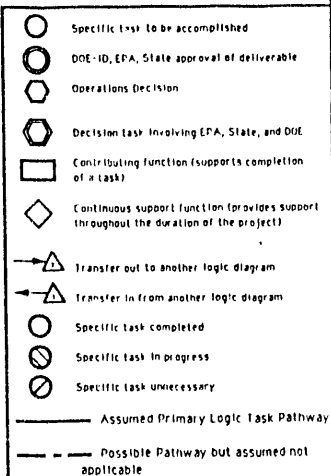 Specific task to be accomplished
DOE-ID, EPA, State approval of deliverable
Operations Decision
Decision task involving EPA, State, and DOE
Contributing function (supports completion
of a task)
Continuous support function (provides support
throughout the duration of the project)
Transfer out to another logic diagram
Transfer in from another logic diagram
Specific task completed
Specific task in progress
Specific task unnecessary
Assumed Primary Logic Task Pathway
Possible Pathway but assumed not
applicable